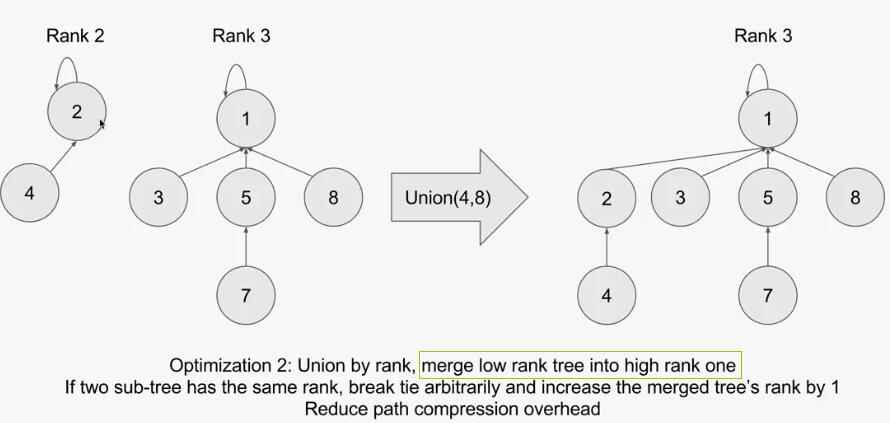 Rank 2
Rank 3
Rank 3
2
1
1
4
3
5
8
Union(4,8)
2
3
5
8
7
4
7
Optimization 2: Union by rank, merge low rank tree into high rank one
If two sub-tree has the same rank, break tie arbitrarily and increase the merged tree's rank by 1
Reduce path compression overhead